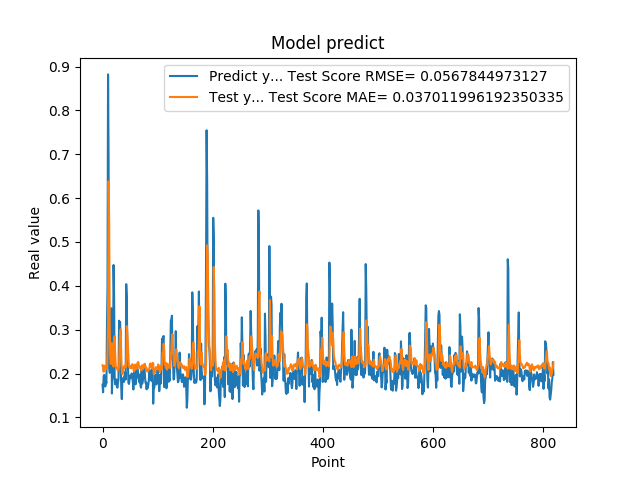 Model predict
Predict y... Test Score RMSE= 0.0567844973127
Test y... Test Score MAE= 0.037011996192350335
0.9
0.8
0.7
0.6
0.5
0.4
0.3
0.2
0.1
Real value
0
200
400
600
800
Point